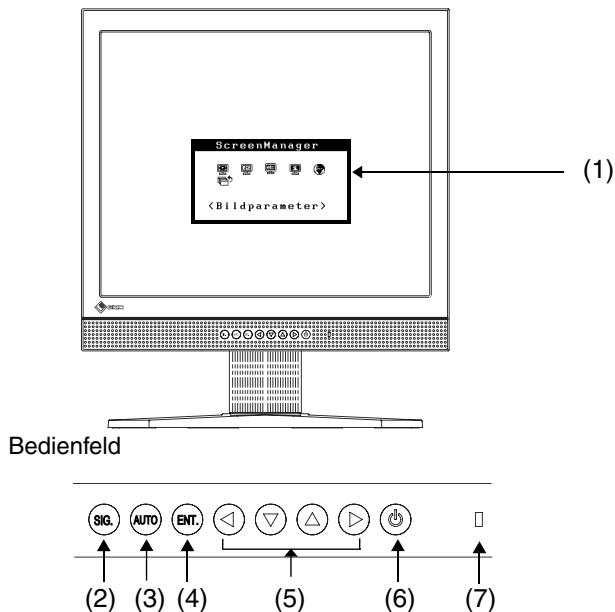 ScreenManager
<Bildparameter>
(1)
Bedienfeld
SIG. AUTO ENT.
(2) (3) (4) (5) (6) (7)